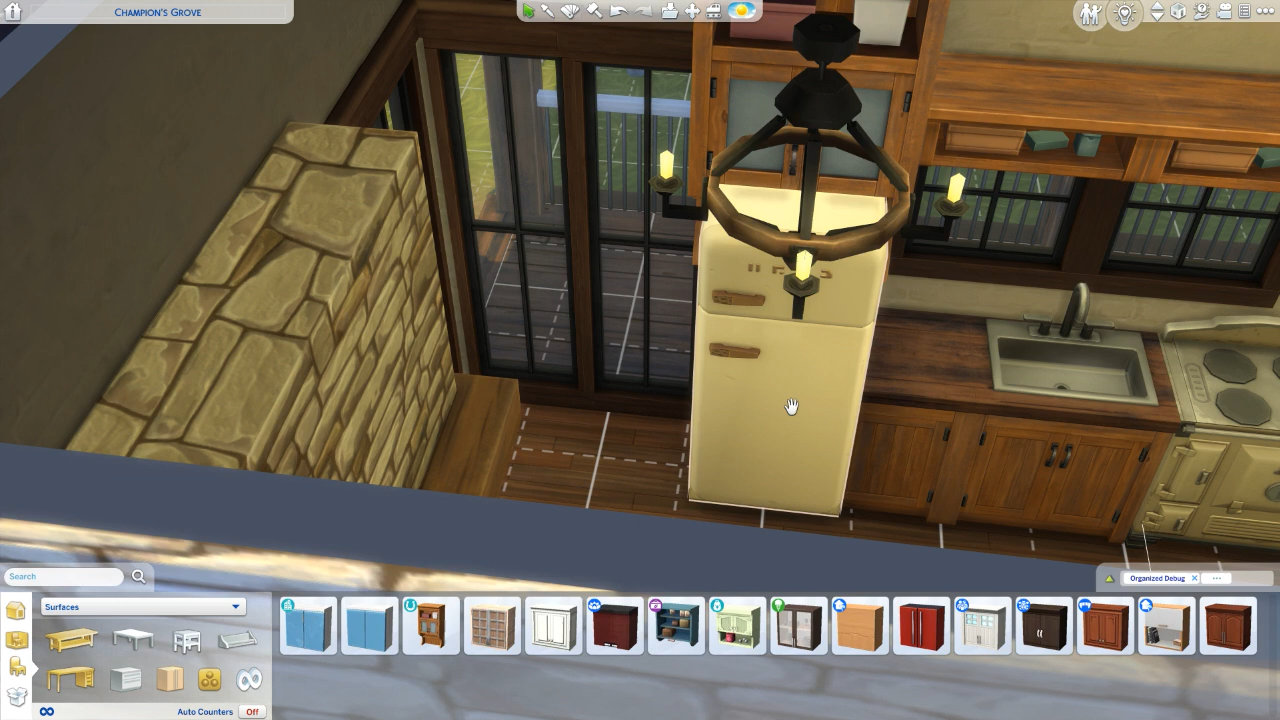 CHAMPION'S GROVE
Search
Organized Debug
Surfaces
Auto Counters
Off